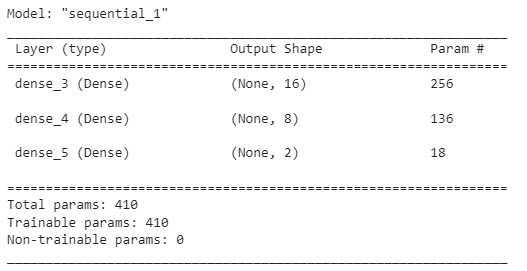 Model: "sequential_1"
_________________________________________________________________
Layer (type) Output Shape Param #
=================================================================
dense_3 (Dense) (None, 16) 256
dense_4 (Dense) (None, 8) 136
dense_5 (Dense) (None, 2) 18
=================================================================
Total params: 410
Trainable params: 410
Non-trainable params: 0
_________________________________________________________________